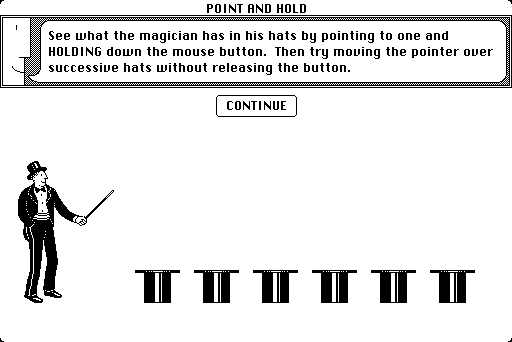 POINT AND HOLD
See what the magician has in his hats by pointing to one and
HOLDING down the mouse button.  Then try moving the pointer over
successive hats without releasing the button.
CONTINUE